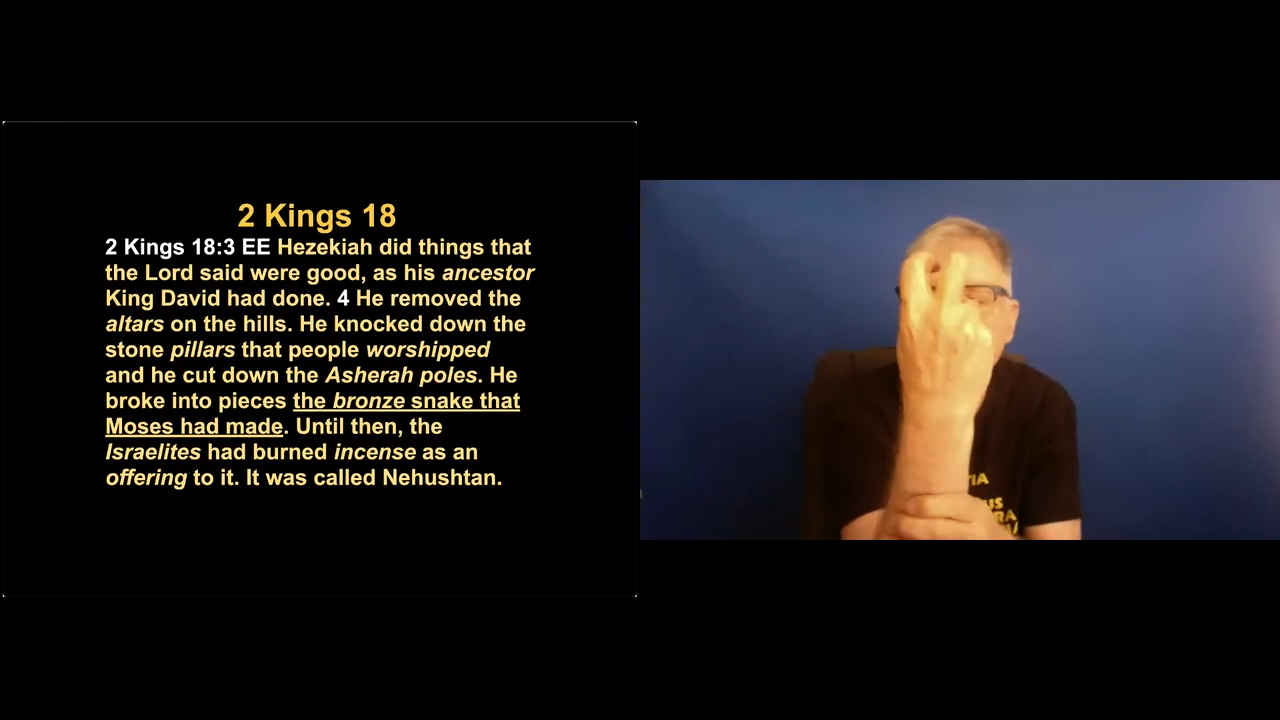 2 Kings 18
2 Kings 18:3 EE Hezekiah did things that
the Lord said were good, as his ancestor
King David had done. 4 He removed the
altars on the hills. He knocked down the
stone pillars that people worshipped
and he cut down the Asherah poles. He
broke into pieces the bronze snake that
Moses had made. Until then, the
Israelites had burned incense as an
offering to it. It was called Nehushtan.